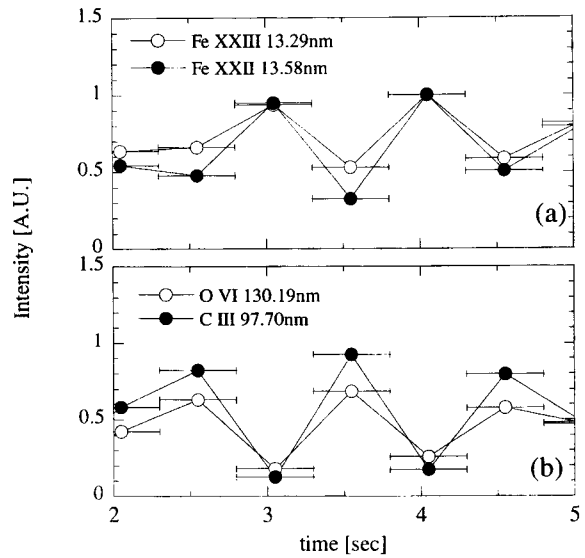 1.5
Fe XXIII 13.29nm
Fe XXII 13.58nm
1
0.5
(a)
0
Intensity [A.U.]
1.5
O VI 130.19nm
C III 97.70nm
1
0.5
(b)
0
2 3 4 5
time [sec]